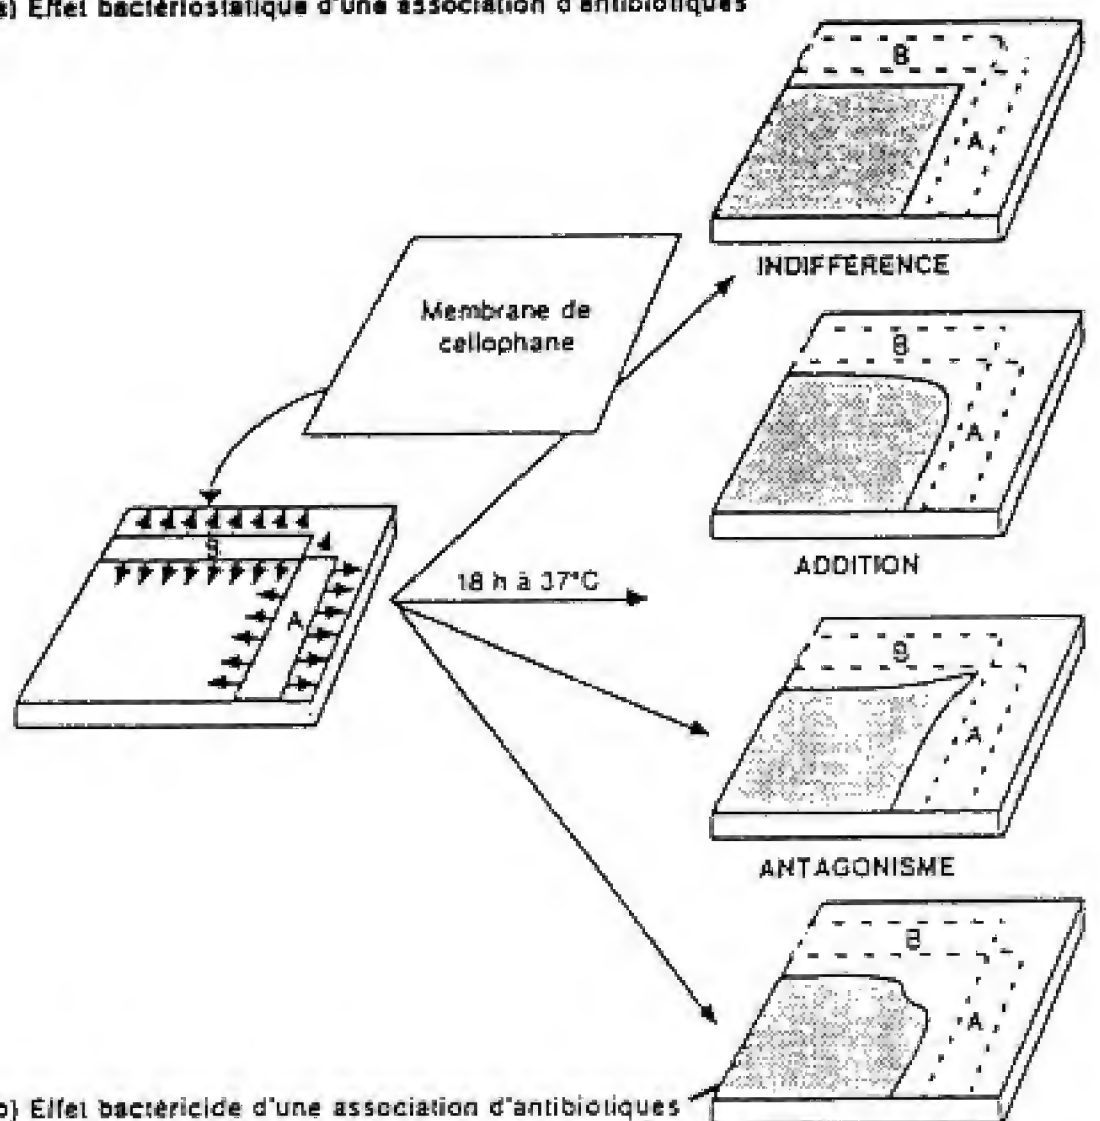 a) Effet bactériostatique d'une association d'antibiotiques
B
A
INDIFFERENCE
Membrane de
cellophane
B
A
ADDITION
B
A
18 h à 37°C
B
A
ANTAGONISME
B
A
b) Effet bactéricide d'une association d'antibiotiques